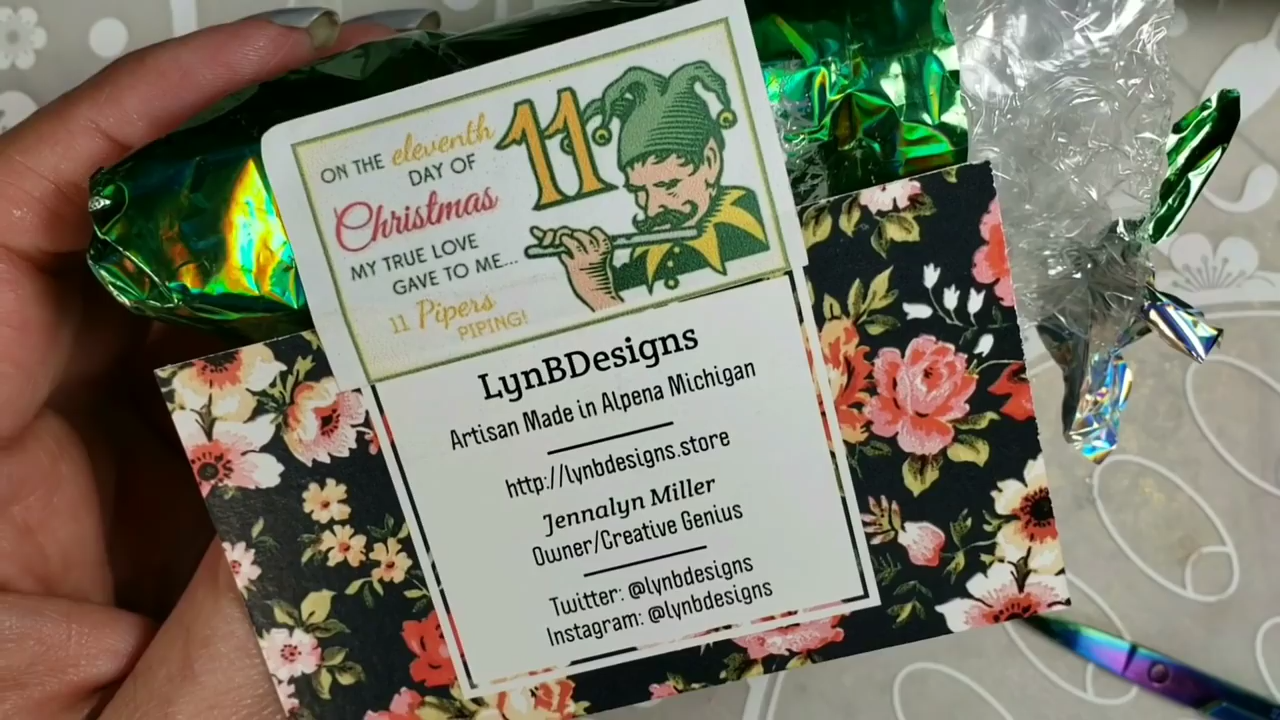 ON THE eleventh
DAY OF
Christmas
MY TRUE LOVE
GAVE TO ME...
11 Pipers
PIPING!
11
LynBDesigns
Artisan Made in Alpena Michigan
http://lynbdesigns.store
Jennalyn Miller
Owner/Creative Genius
Twitter: @lynbdesigns
Instagram: @lynbdesigns